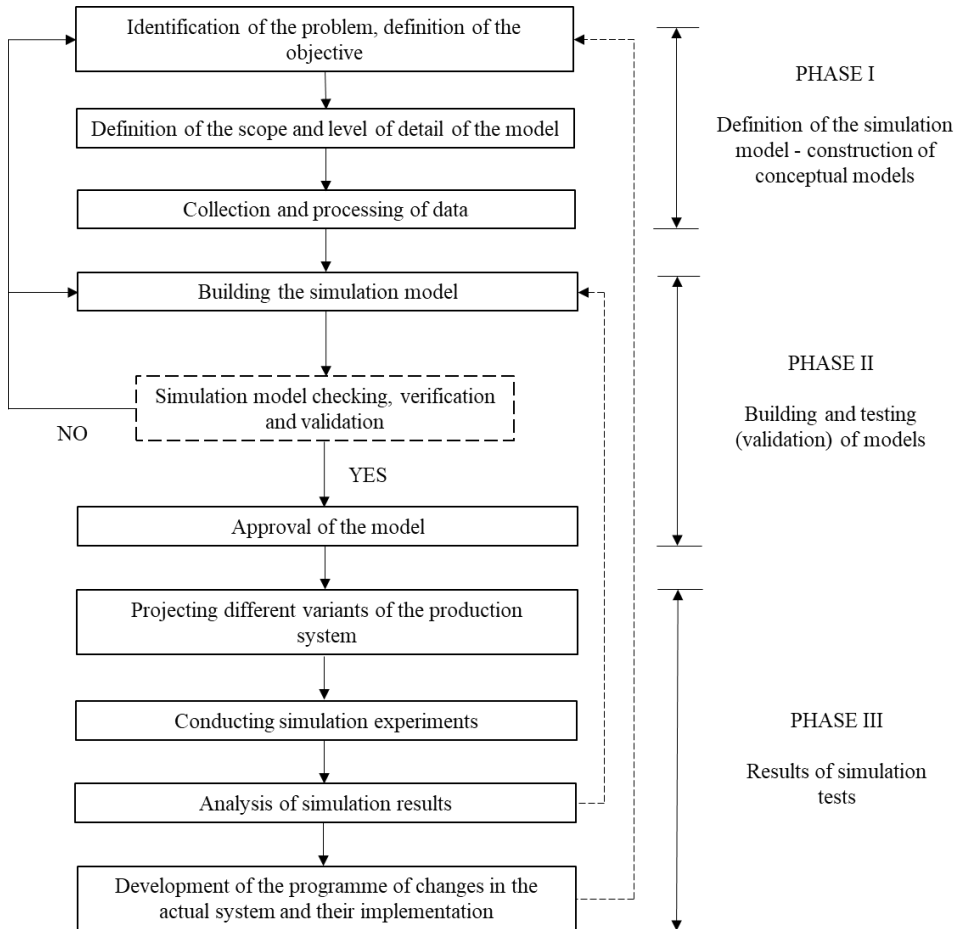 Identification of the problem, definition of the
objective
Definition of the scope and level of detail of the model
Collection and processing of data
Building the simulation model
Simulation model checking, verification
and validation
NO
YES
Approval of the model
Projecting different variants of the production
system
Conducting simulation experiments
Analysis of simulation results
Development of the programme of changes in the
actual system and their implementation
PHASE I
Definition of the simulation
model - construction of
conceptual models
PHASE II
Building and testing
(validation) of models
PHASE III
Results of simulation
tests